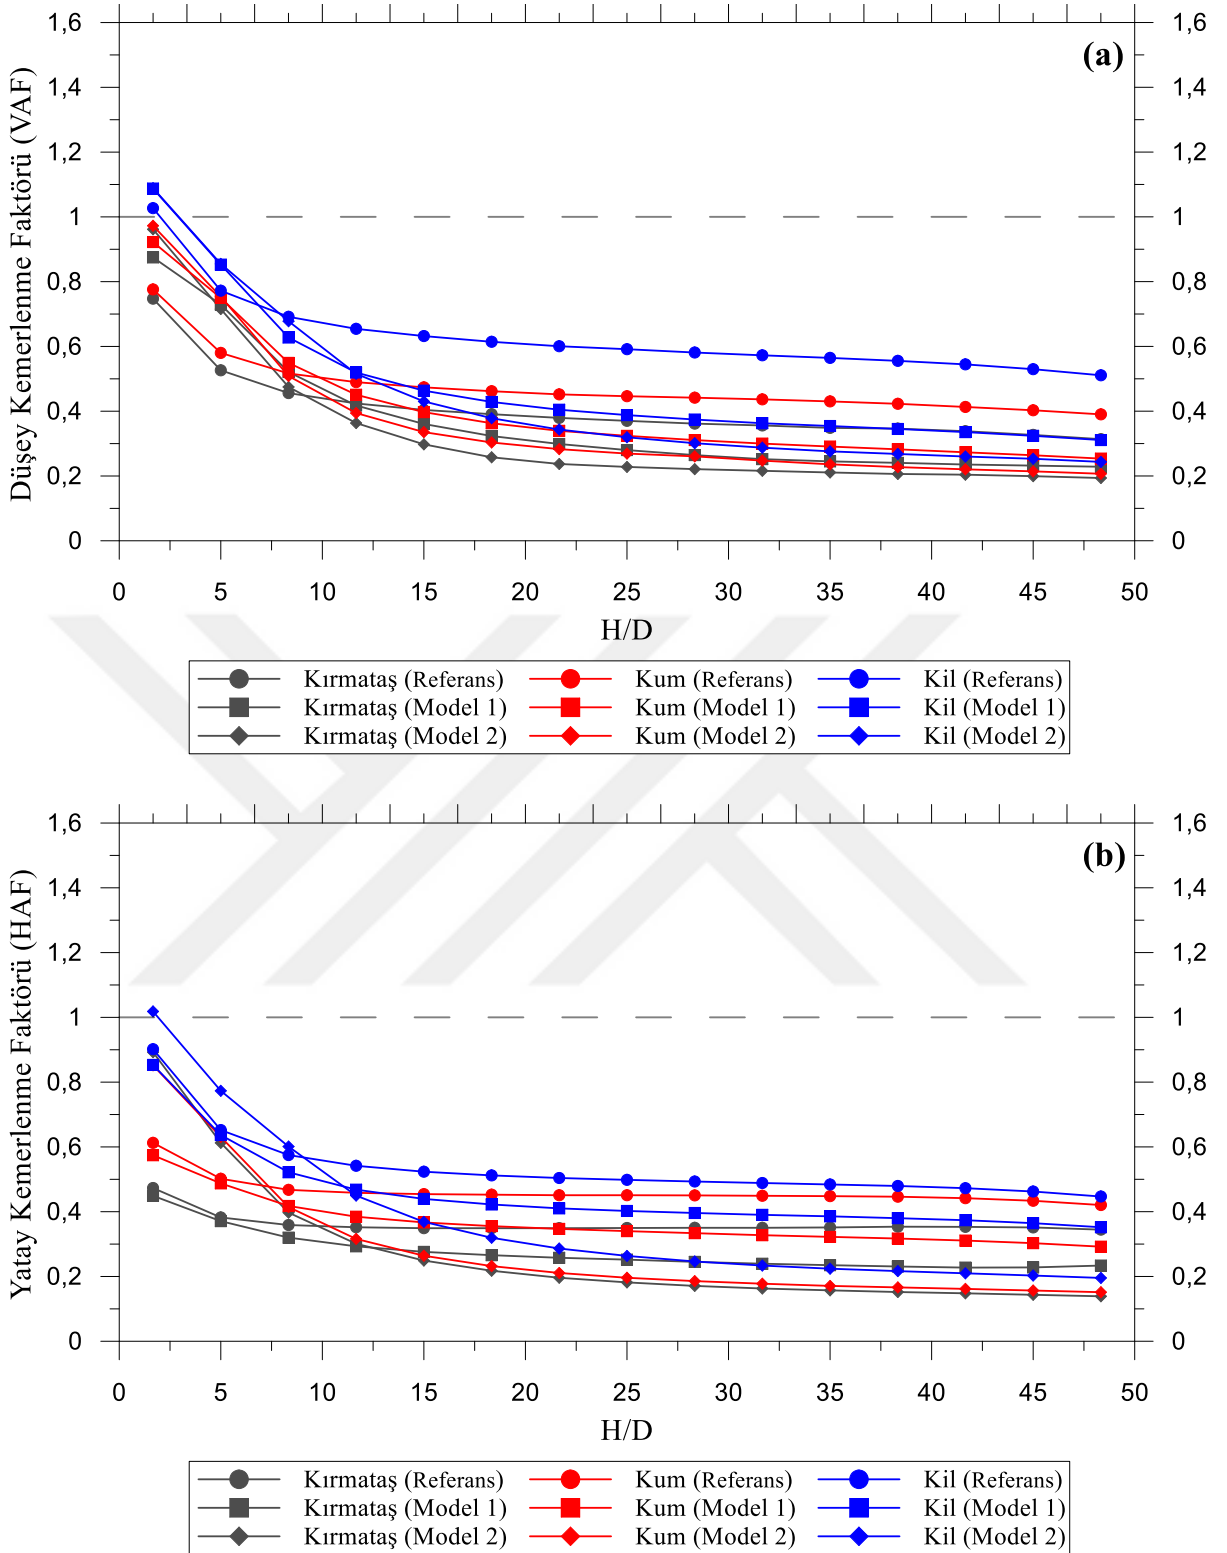 1,6 1,6
(a)
1,4 1,4
1,2 1,2
1 1
0,8 0,8
0,6 0,6
0,4 0,4
0,2 0,2
0 0
Düşey Kemerlenme Faktörü (VAF)
0 5 10 15 20 25 30 35 40 45 50
H/D
Kırmataş (Referans) Kum (Referans) Kil (Referans)
Kırmataş (Model 1) Kum (Model 1) Kil (Model 1)
Kırmataş (Model 2) Kum (Model 2) Kil (Model 2)
1,6 1,6
(b)
1,4 1,4
1,2 1,2
1 1
0,8 0,8
0,6 0,6
0,4 0,4
0,2 0,2
0 0
Yatay Kemerlenme Faktörü (HAF)
0 5 10 15 20 25 30 35 40 45 50
H/D
Kırmataş (Referans) Kum (Referans) Kil (Referans)
Kırmataş (Model 1) Kum (Model 1) Kil (Model 1)
Kırmataş (Model 2) Kum (Model 2) Kil (Model 2)